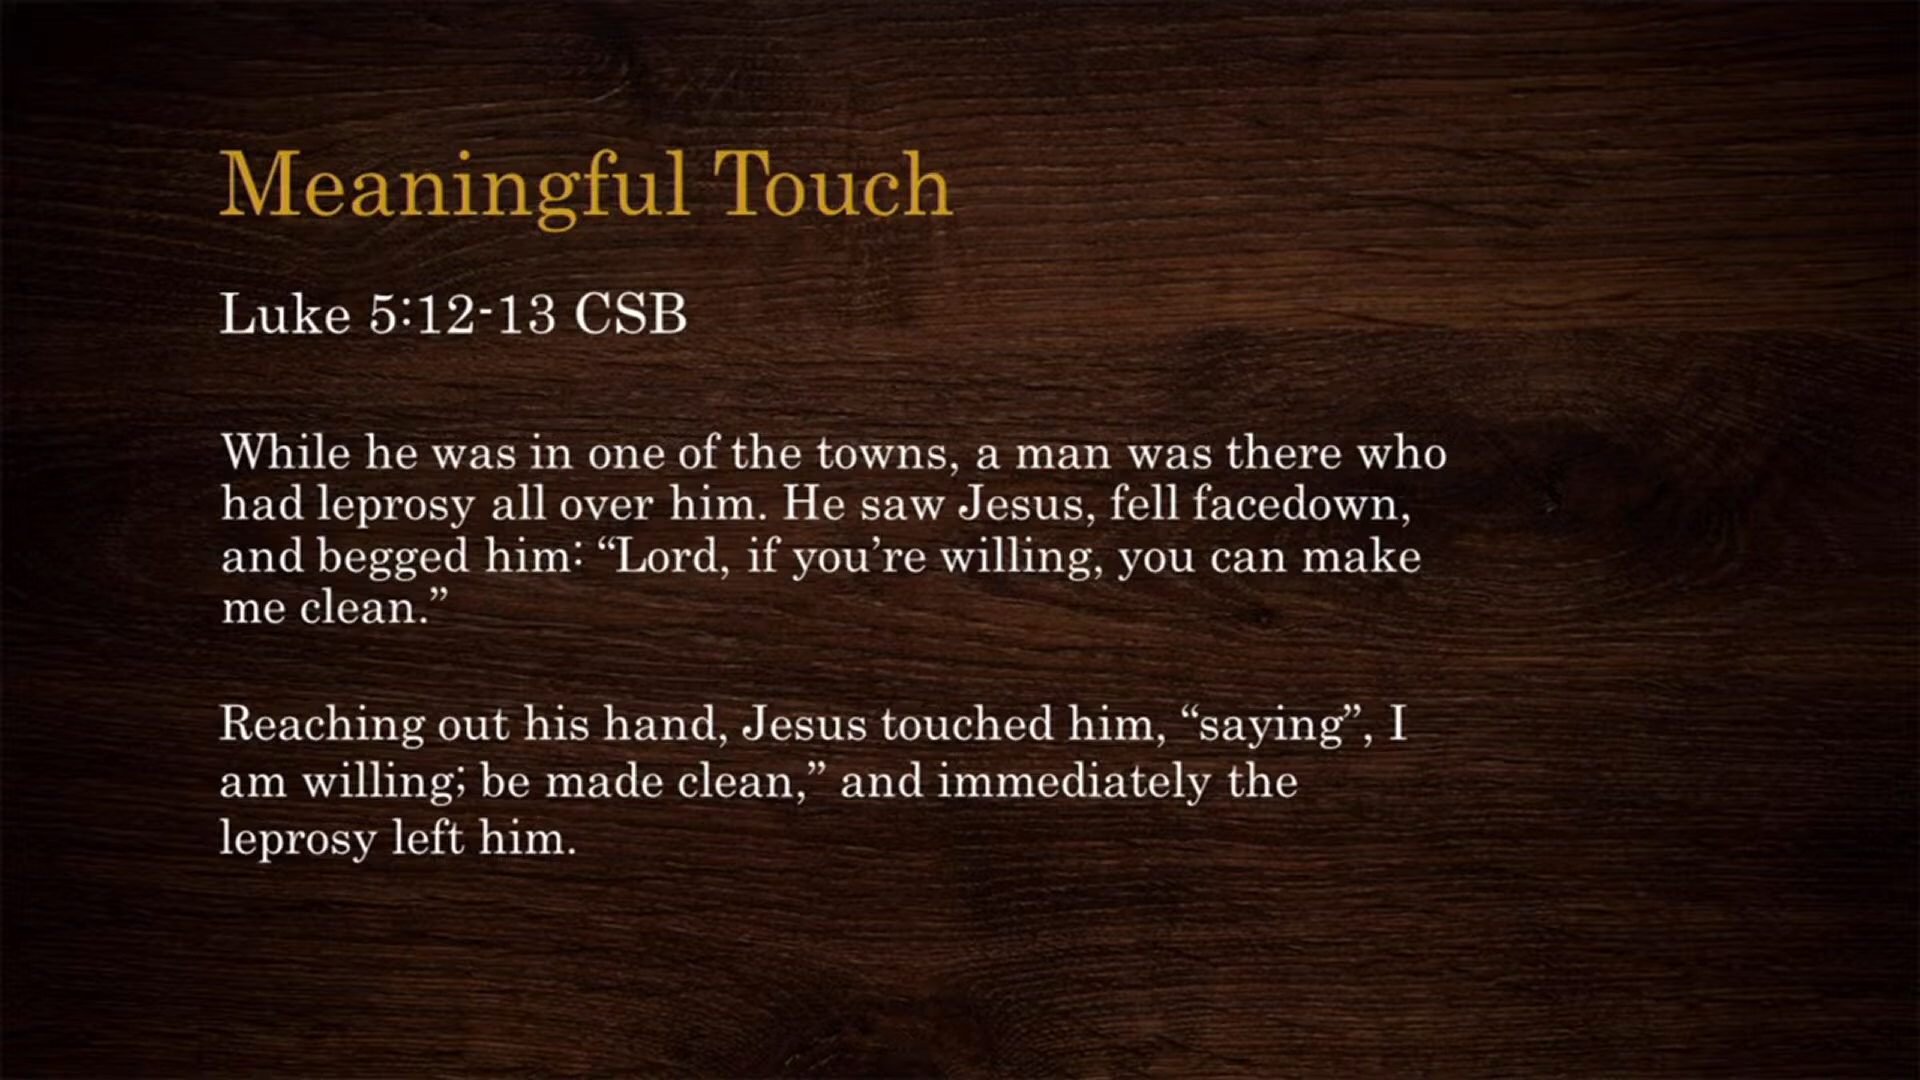 Meaningful Touch
Luke 5:12-13 CSB
While he was in one of the towns, a man was there who
had leprosy all over him. He saw Jesus, fell facedown,
and begged him: “Lord, if you’re willing, you can make
me clean.”
Reaching out his hand, Jesus touched him, “saying”, I
am willing; be made clean,” and immediately the
leprosy left him.